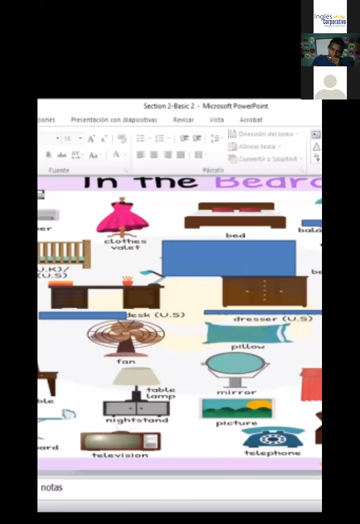 Inglés
Corporativo
Section 2-Basic 2 - Microsoft PowerPoint
ones Presentación con diapositivas Revisar Vista Acrobat
Dirección del texto
Alinear texto
Convertir a SmartArt
Fuente Párrafo
In the Bedro
clothes
valet
bed
(U.K)/
(U.S)
desk (U.S)
dresser (U.S)
fan
pillow
table
lamp
mirror
nightstand
picture
television
telephone
notas